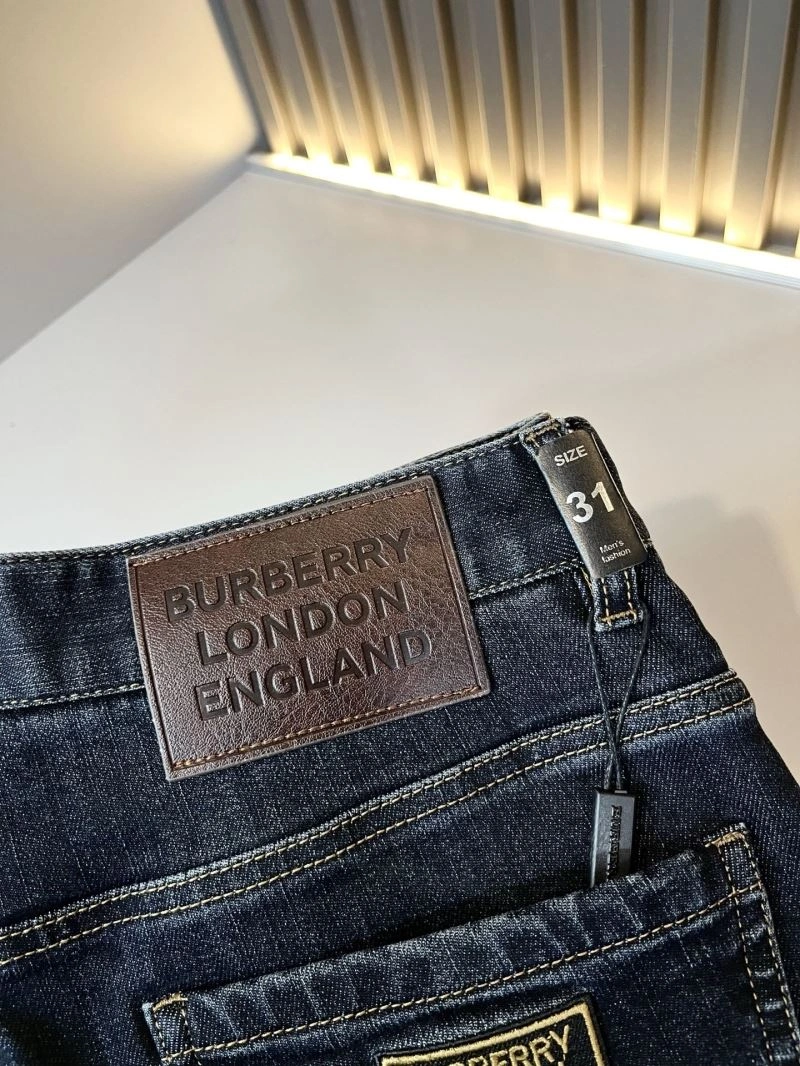 BURBERRY
LONDON
ENGLAND
SIZE
31
Men's
fashion